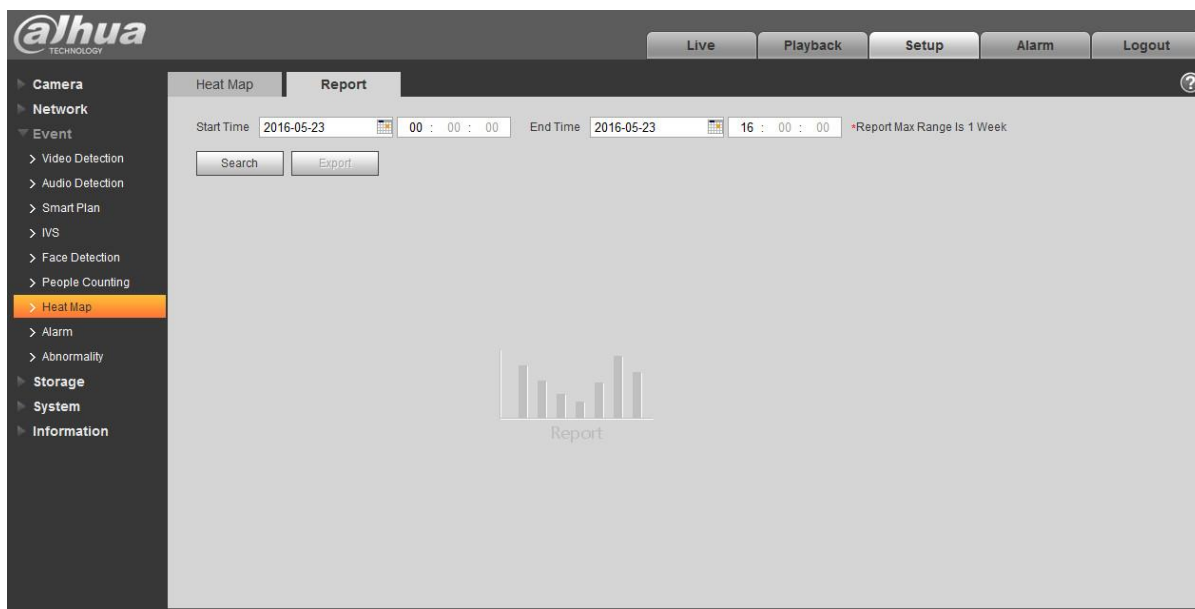 alhua
TECHNOLOGY
Live Playback Setup Alarm Logout
Camera
Network
Event
Video Detection
Audio Detection
Smart Plan
IVS
Face Detection
People Counting
Heat Map
Alarm
Abnormality
Storage
System
Information
Heat Map Report ?
Start Time 2016-05-23 00 : 00 : 00 End Time 2016-05-23 16 : 00 : 00 *Report Max Range Is 1 Week
Search Export
Report